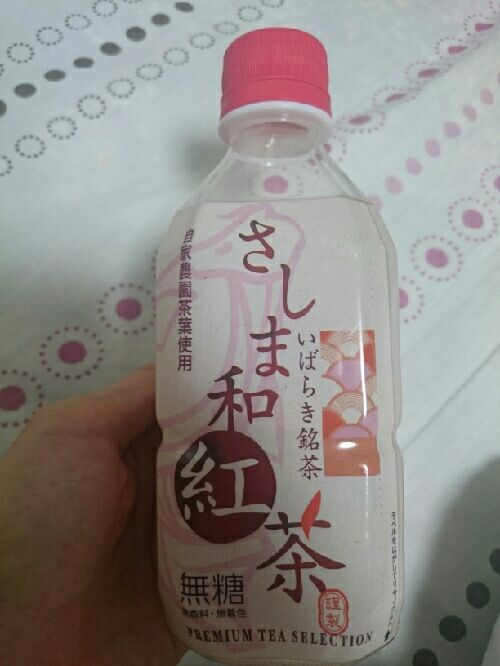 自家農園茶葉使用
さしま和紅茶
いばらき銘茶
無糖
無香料・無着色
謹製
PREMIUM TEA SELECTION